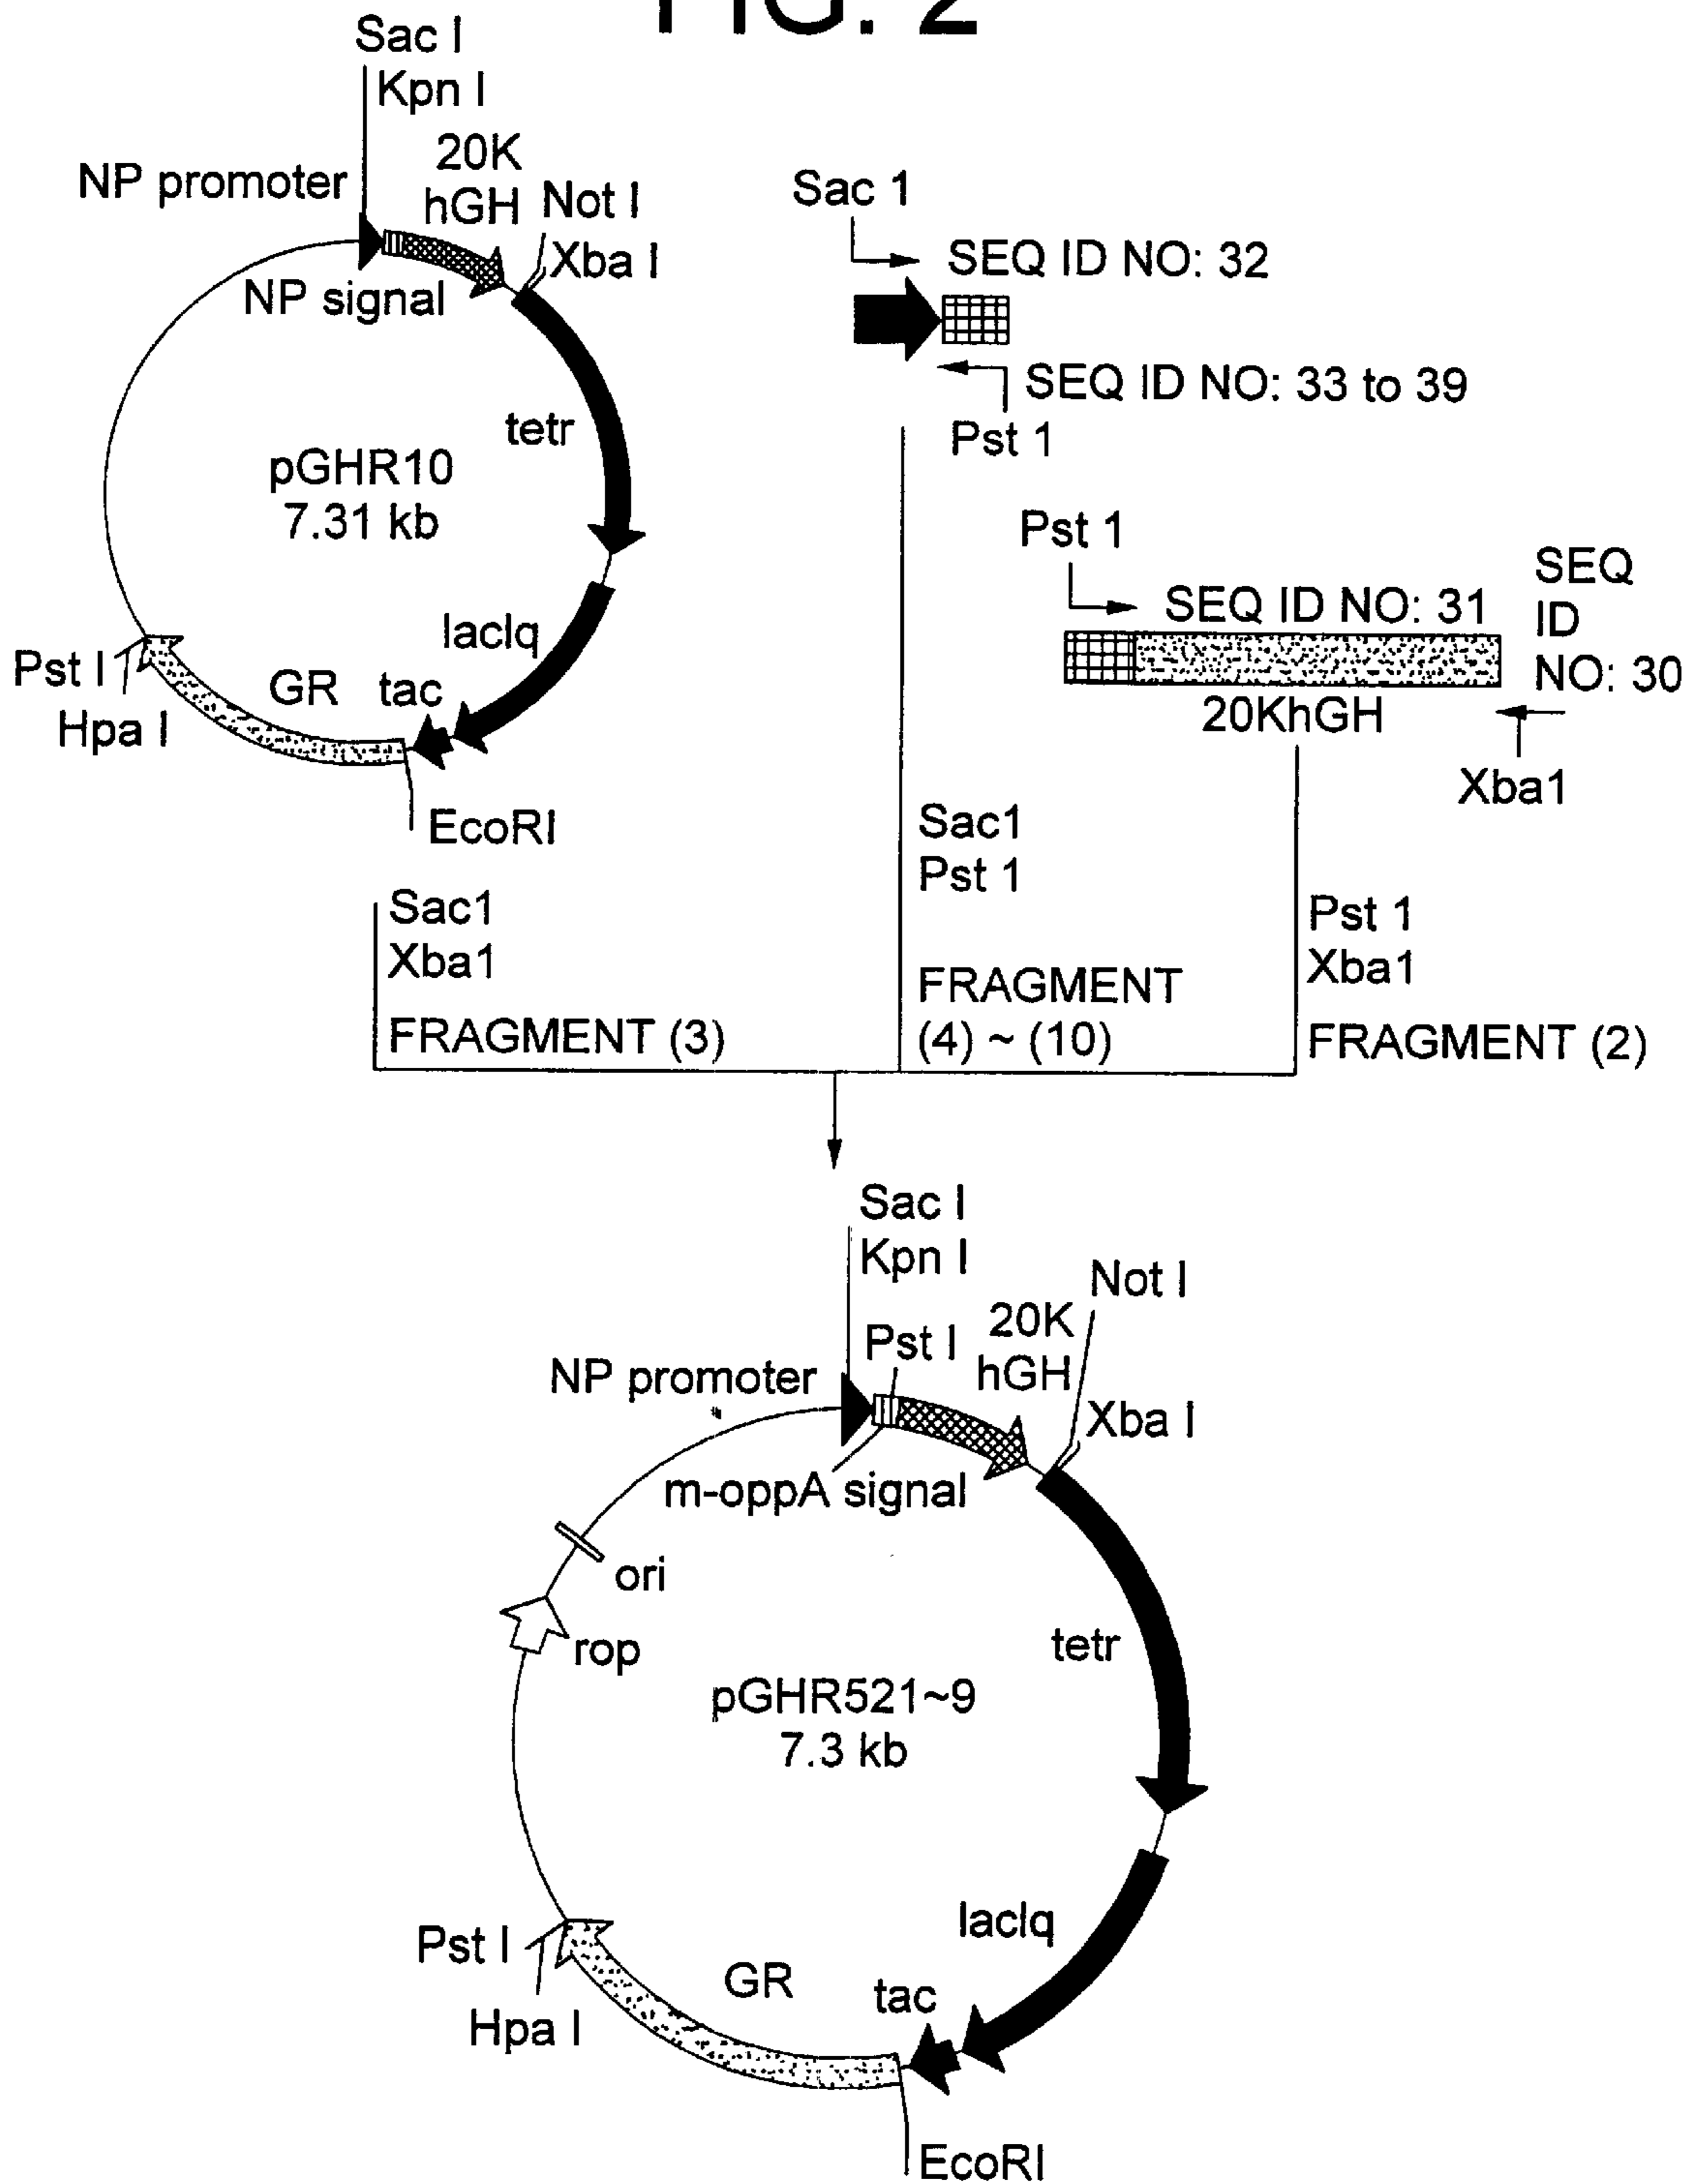 FIG. 2
Sac I
Kpn I
20K
hGH
NP promoter
Not I
Xba I
NP signal
tetr
pGHR10
7.31 kb
lacIq
Pst I
GR
tac
Hpa I
EcoRI
Sac 1
SEQ ID NO: 32
SEQ ID NO: 33 to 39
Pst 1
Pst 1
SEQ ID NO: 31
SEQ
ID
NO: 30
20KhGH
Xba1
Sac1
Xba1
FRAGMENT (3)
Sac1
Pst 1
FRAGMENT
(4) ~ (10)
Pst 1
Xba1
FRAGMENT (2)
Sac I
Kpn I
Not I
20K
hGH
Pst I
NP promoter
Xba I
m-oppA signal
ori
rop
tetr
pGHR521~9
7.3 kb
lacIq
Pst I
GR
tac
Hpa I
EcoRI